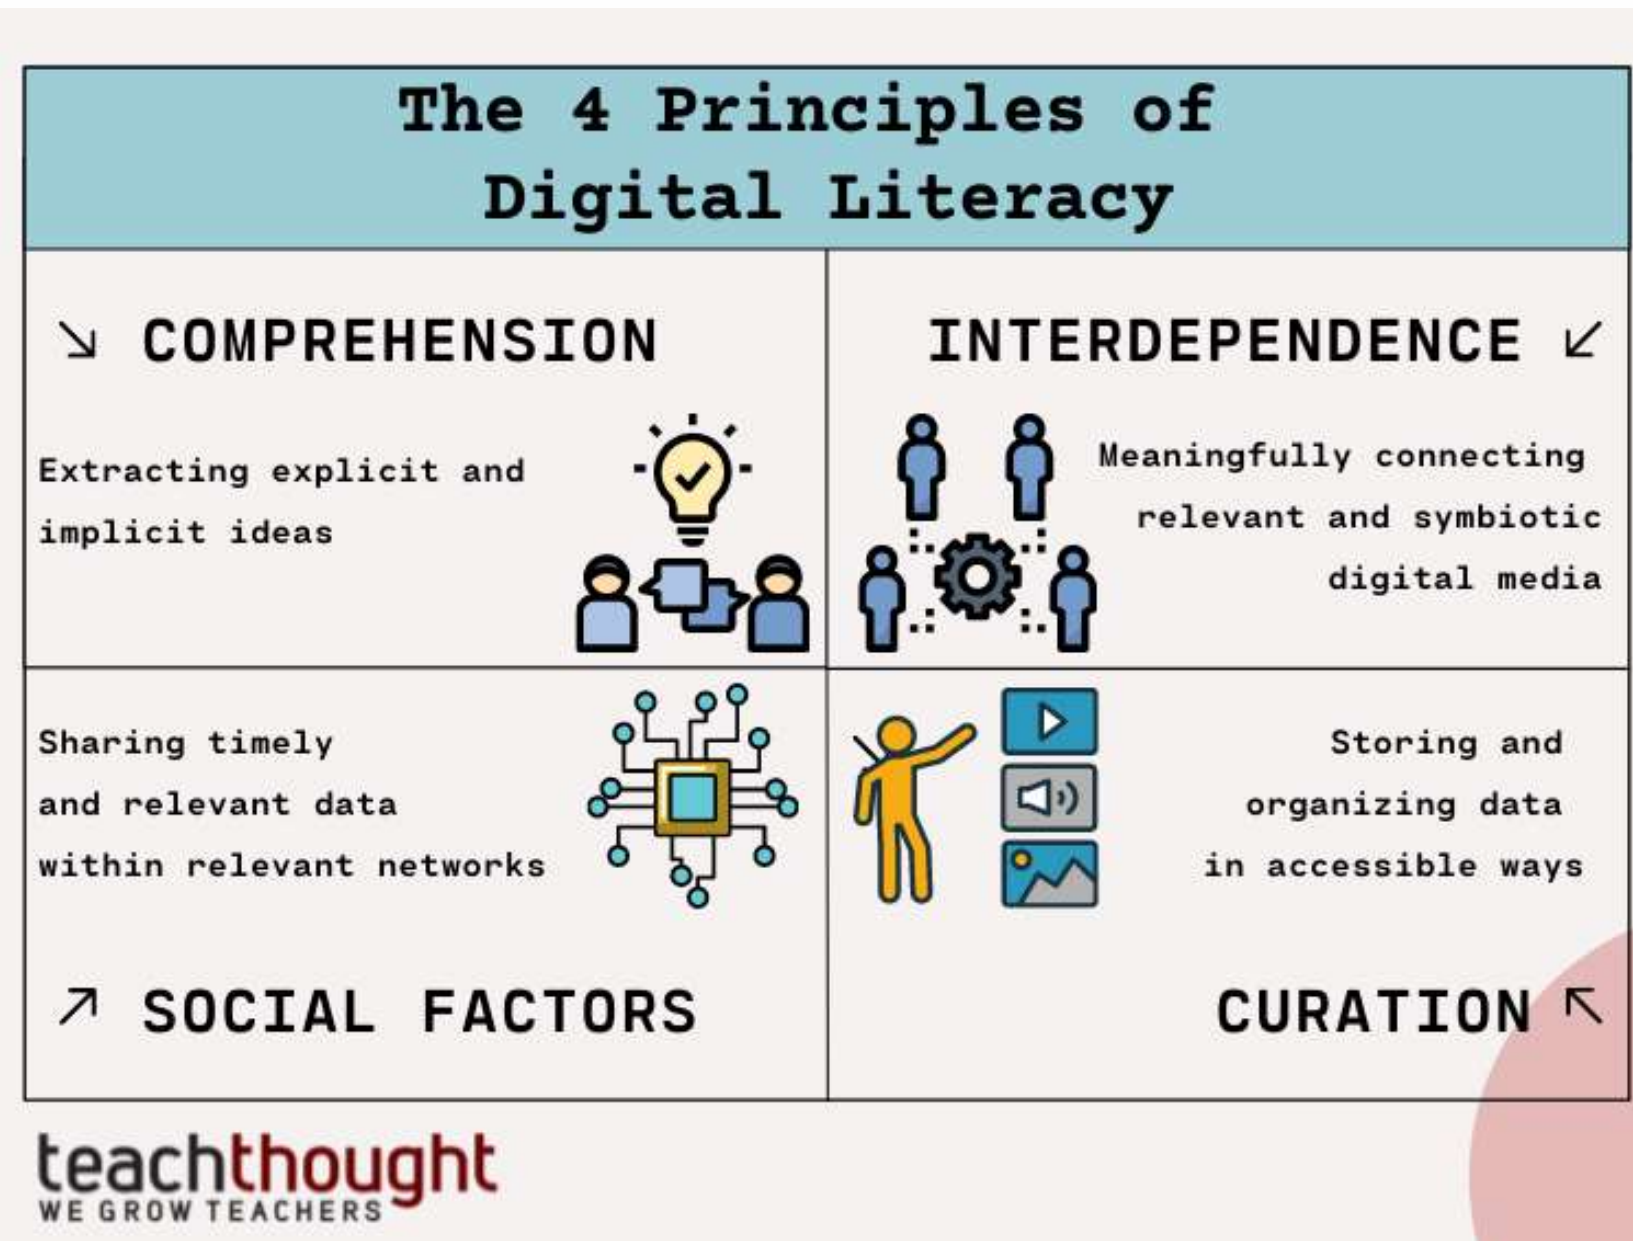 The 4 Principles of
Digital Literacy
COMPREHENSION
Extracting explicit and
implicit ideas
INTERDEPENDENCE
Meaningfully connecting
relevant and symbiotic
digital media
Sharing timely
and relevant data
within relevant networks
SOCIAL FACTORS
Storing and
organizing data
in accessible ways
CURATION
teachthought
WE GROW TEACHERS